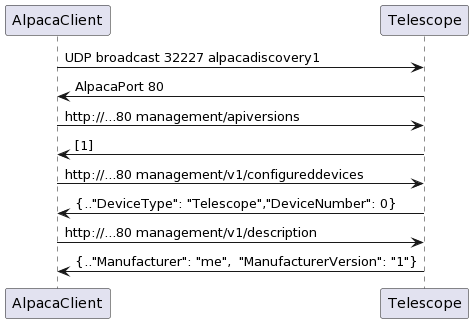 AlpacaClient Telescope
UDP broadcast 32227 alpacadiscovery1
AlpacaPort 80
http://...80 management/apiversions
[1]
http://...80 management/v1/configureddevices
{.."DeviceType": "Telescope","DeviceNumber": 0}
http://...80 management/v1/description
{.."Manufacturer": "me",  "ManufacturerVersion": "1"}
AlpacaClient Telescope